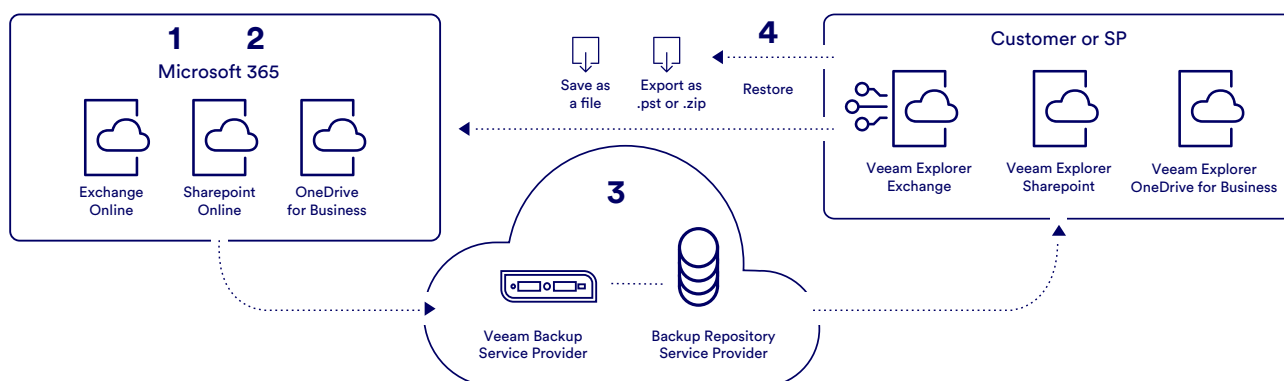 1 2
Microsoft 365
Exchange
Online
Sharepoint
Online
OneDrive
for Business
Save as
a file
Export as
.pst or .zip
4
Restore
Customer or SP
Veeam Explorer
Exchange
Veeam Explorer
Sharepoint
Veeam Explorer
OneDrive for Business
3
Veeam Backup
Service Provider
Backup Repository
Service Provider